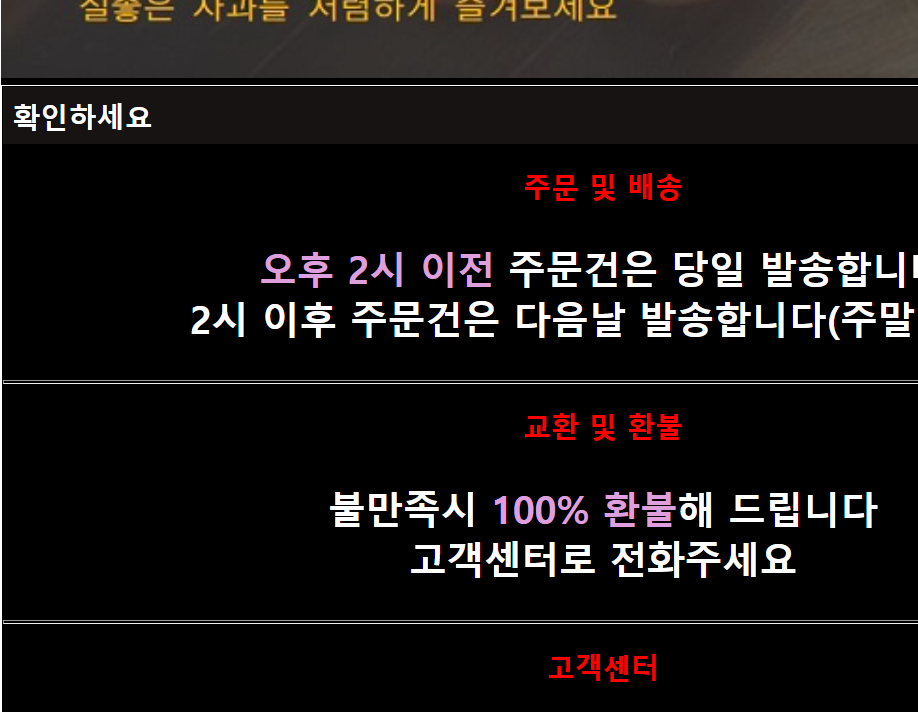 질좋은 사과를 저렴하게 즐겨보세요
확인하세요
주문 및 배송
오후 2시 이전 주문건은 당일 발송합니
2시 이후 주문건은 다음날 발송합니다(주말
교환 및 환불
불만족시 100% 환불해 드립니다
고객센터로 전화주세요
고객센터